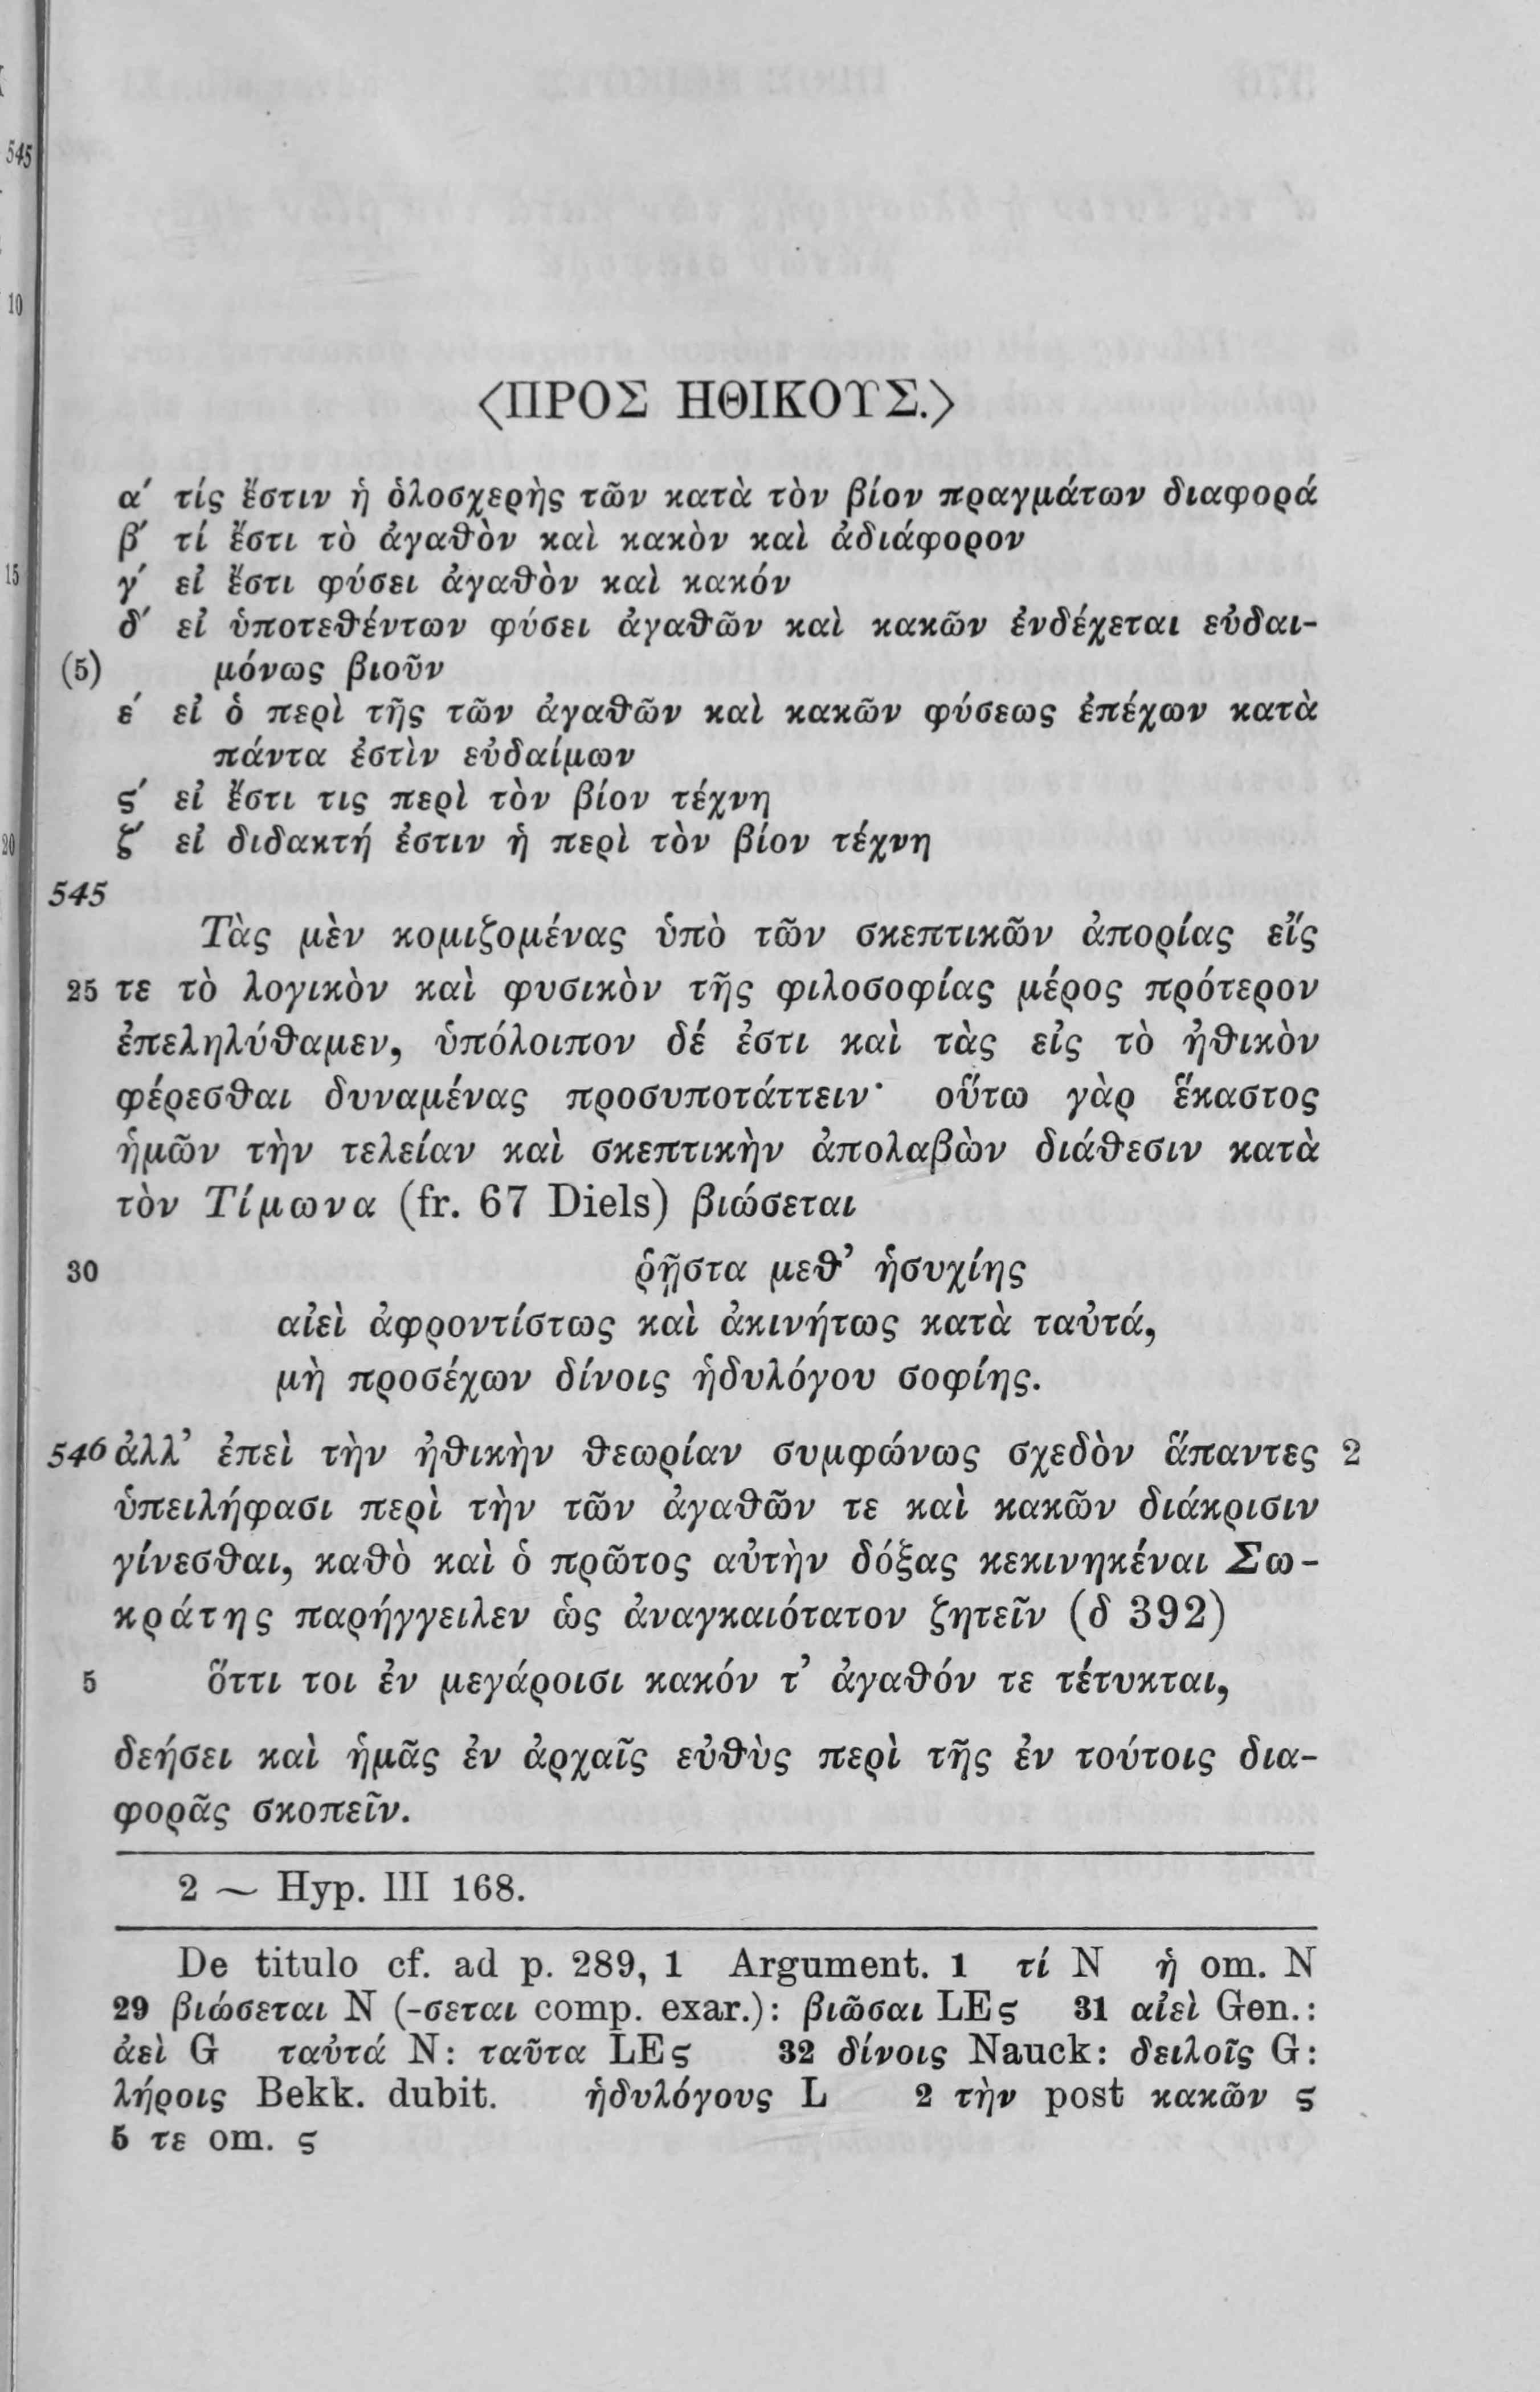 545
10
15
20
⟨ΠΡΟΣ ΗΘΙΚΟΥΣ.⟩
α΄ τίς ἔστιν ἡ ὁλοσχερὴς τῶν κατὰ τὸν βίον πραγμάτων διαφορά
β΄ τί ἔστι τὸ ἀγαθὸν καὶ κακὸν καὶ ἀδιάφορον
γ΄ εἰ ἔστι φύσει ἀγαθὸν καὶ κακόν
δ΄ εἰ ὑποτεθέντων φύσει ἀγαθῶν καὶ κακῶν ἐνδέχεται εὐδαι-
(5) μόνως βιοῦν
ε΄ εἰ ὁ περὶ τῆς τῶν ἀγαθῶν καὶ κακῶν φύσεως ἐπέχων κατὰ
πάντα ἐστὶν εὐδαίμων
ϛ΄ εἰ ἔστι τις περὶ τὸν βίον τέχνη
ζ΄ εἰ διδακτή ἐστιν ἡ περὶ τὸν βίον τέχνη
545
Τὰς μὲν κομιζομένας ὑπὸ τῶν σκεπτικῶν ἀπορίας εἴς
25 τε τὸ λογικὸν καὶ φυσικὸν τῆς φιλοσοφίας μέρος πρότερον
ἐπεληλύθαμεν, ὑπόλοιπον δέ ἐστι καὶ τὰς εἰς τὸ ἠθικὸν
φέρεσθαι δυναμένας προσυποτάττειν· οὕτω γὰρ ἕκαστος
ἡμῶν τὴν τελείαν καὶ σκεπτικὴν ἀπολαβὼν διάθεσιν κατὰ
τὸν Τίμωνα (fr. 67 Diels) βιώσεται
30 ῥῇστα μεθ’ ἡσυχίης
αἰεὶ ἀφροντίστως καὶ ἀκινήτως κατὰ ταὐτά,
μὴ προσέχων δίνοις ἡδυλόγου σοφίης.
546 ἀλλ’ ἐπεὶ τὴν ἠθικὴν θεωρίαν συμφώνως σχεδὸν ἅπαντες 2
ὑπειλήφασι περὶ τὴν τῶν ἀγαθῶν τε καὶ κακῶν διάκρισιν
γίνεσθαι, καθὸ καὶ ὁ πρῶτος αὐτὴν δόξας κεκινηκέναι Σω-
κράτης παρήγγειλεν ὡς ἀναγκαιότατον ζητεῖν (δ 392)
5 ὅττι τοι ἐν μεγάροισι κακόν τ’ ἀγαθόν τε τέτυκται,
δεήσει καὶ ἡμᾶς ἐν ἀρχαῖς εὐθὺς περὶ τῆς ἐν τούτοις δια-
φορᾶς σκοπεῖν.
2 ∼ Hyp. III 168.
De titulo cf. ad p. 289, 1 Argument. 1 τί N ἡ om. N
29 βιώσεται N (-σεται comp. exar.): βιῶσαι LEς 31 αἰεὶ Gen.:
ἀεὶ G ταὐτά N: ταῦτα LEς 32 δίνοις Nauck: δειλοῖς G:
λήροις Bekk. dubit. ἡδυλόγους L 2 τὴν post κακῶν ς
5 τε om. ς